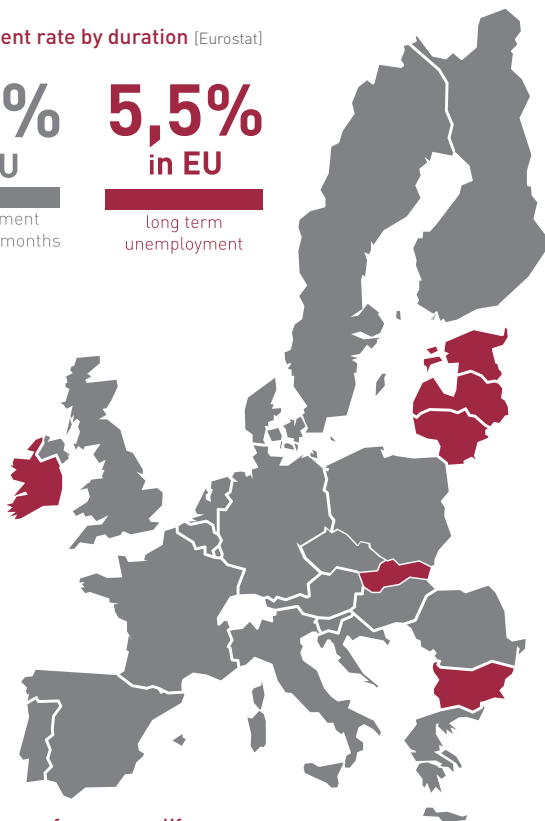 ent rate by duration [Eurostat]
% 5,5%
U in EU
ment long term
months unemployment